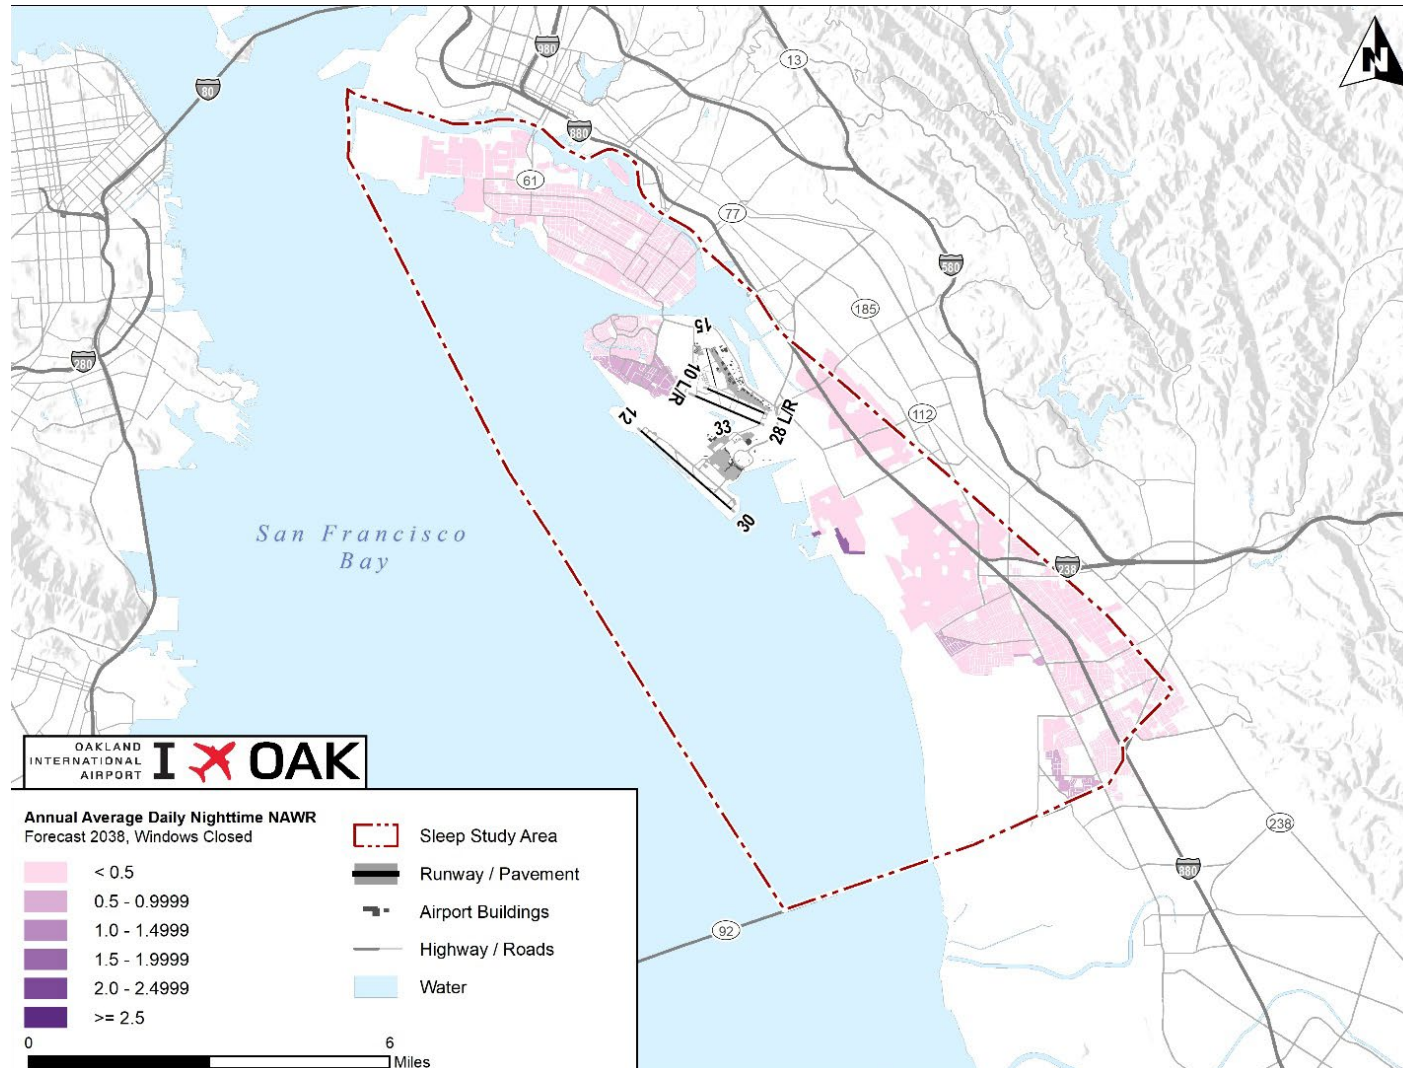 N
80
980
13
880
61
77
580
185
280
15
10 L/R
112
12
33
28 L/R
30
San Francisco
Bay
238
OAKLAND
INTERNATIONAL
AIRPORT
I OAK
Annual Average Daily Nighttime NAWR
Forecast 2038, Windows Closed
< 0.5
0.5 - 0.9999
1.0 - 1.4999
1.5 - 1.9999
2.0 - 2.4999
>= 2.5
Sleep Study Area
Runway / Pavement
Airport Buildings
Highway / Roads
Water
0 6
Miles
238
880
92